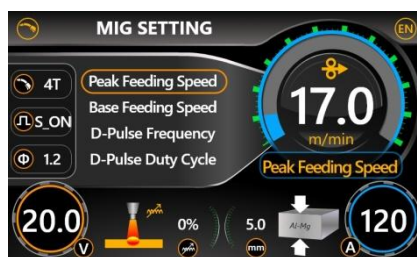 MIG SETTING
EN
4T
Peak Feeding Speed
S_ON
Base Feeding Speed
D-Pulse Frequency
Φ 1.2
D-Pulse Duty Cycle
17.0
m/min
Peak Feeding Speed
20.0
V
0%
5.0
mm
Al-Mg
120
A